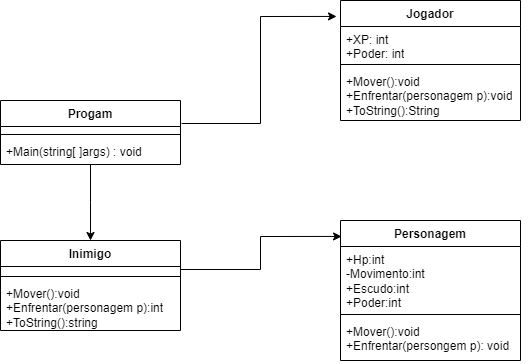 Jogador
+XP: int
+Poder: int
+Mover():void
+Enfrentar(personagem p):void
+ToString():String
Progam
+Main(string[ ]args) : void
Inimigo
+Mover():void
+Enfrentar(personagem p):int
+ToString():string
Personagem
+Hp:int
-Movimento:int
+Escudo:int
+Poder:int
+Mover():void
+Enfrentar(persongem p): void